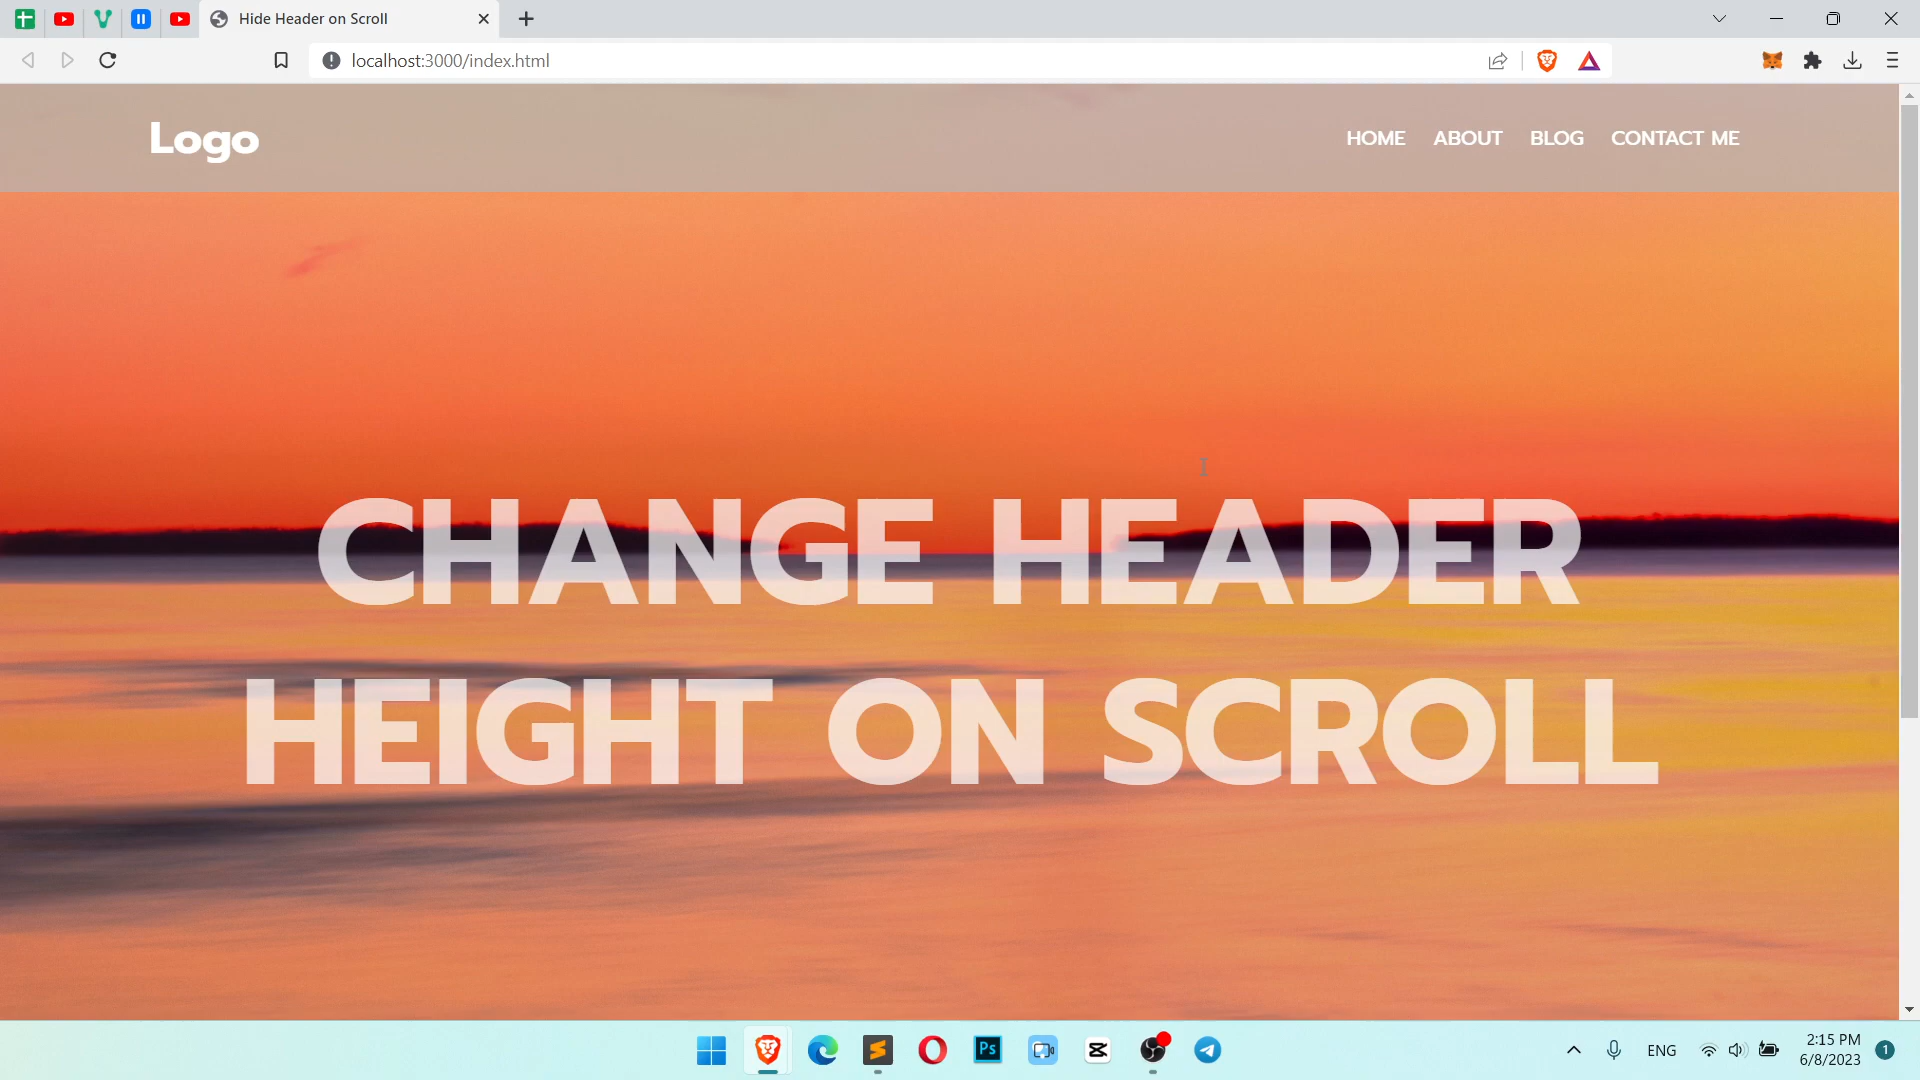 Hide Header on Scroll
localhost:3000/index.html
Logo
HOME ABOUT BLOG CONTACT ME
CHANGE HEADER
HEIGHT ON SCROLL
Ps
ENG
2:15 PM
6/8/2023
1